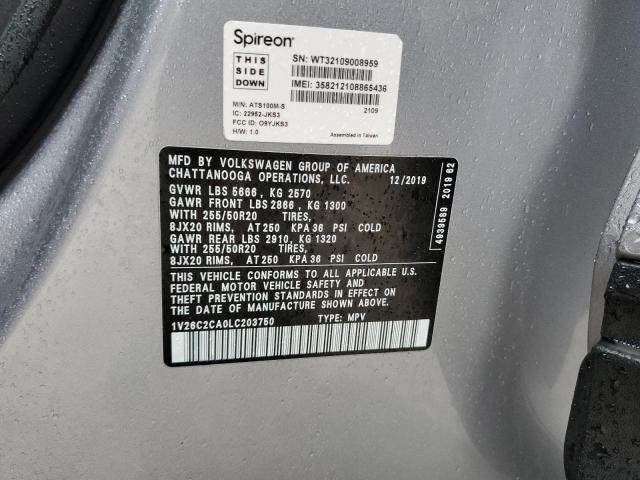 Spireon
SN: WT32109008959
THIS
SIDE
DOWN
IMEI: 358212108865436
2109
M/N: ATS100M-S
IC: 22952-JKS3
FCC ID: O9YJKS3
H/W: 1.0
Assembled in Taiwan
MFD BY VOLKSWAGEN GROUP OF AMERICA
CHATTANOOGA OPERATIONS, LLC. 12/2019
GVWR LBS 5666, KG 2570
GAWR FRONT LBS 2866, KG 1300
WITH 255/50R20 TIRES,
8JX20 RIMS, AT 250 KPA 36 PSI COLD
GAWR REAR LBS 2910, KG 1320
WITH 255/50R20 TIRES,
8JX20 RIMS, AT 250 KPA 36 PSI COLD
THIS VEHICLE CONFORMS TO ALL APPLICABLE U.S.
FEDERAL MOTOR VEHICLE SAFETY AND
THEFT PREVENTION STANDARDS IN EFFECT ON
THE DATE OF MANUFACTURE SHOWN ABOVE.
1V26C2CA0LC203750 TYPE: MPV
4939589 2019 62